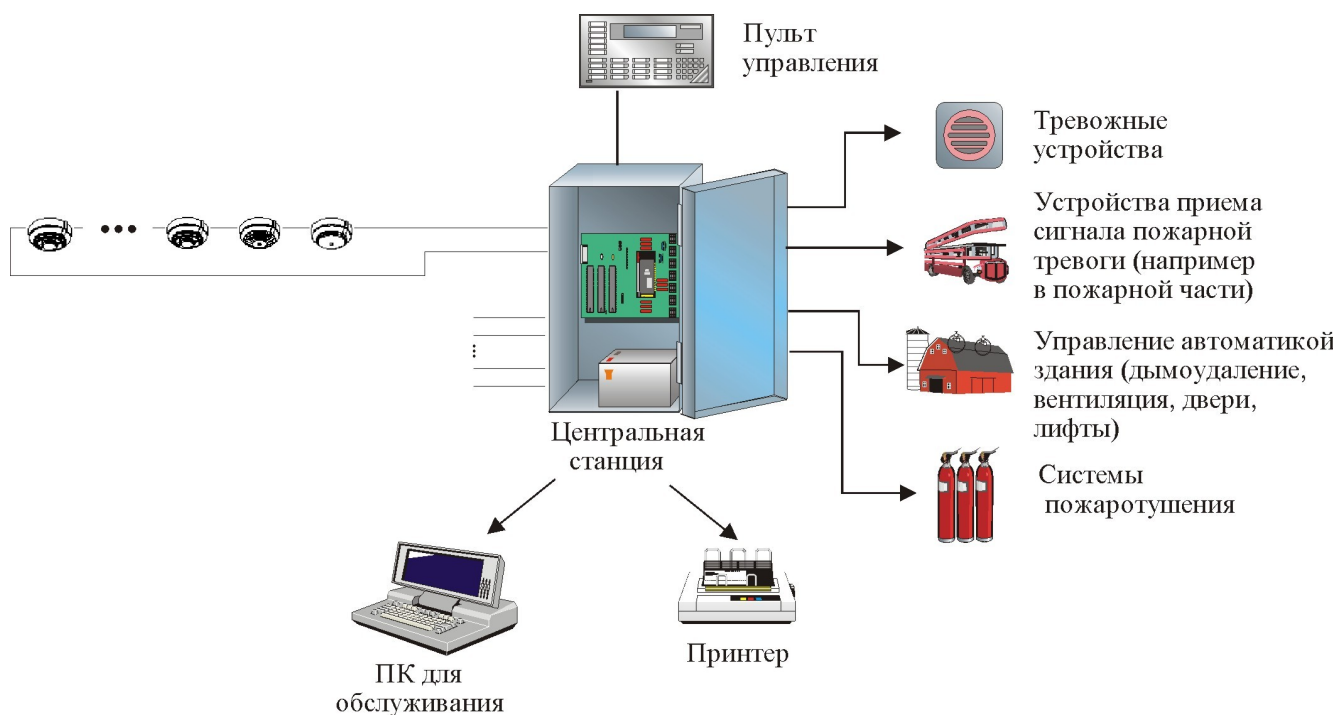 Пульт
управления
Тревожные
устройства
Устройства приема
сигнала пожарной
тревоги (например
в пожарной части)
Управление автоматикой
здания (дымоудаление,
вентиляция, двери,
лифты)
Центральная
станция
Системы
пожаротушения
Принтер
ПК для
обслуживания